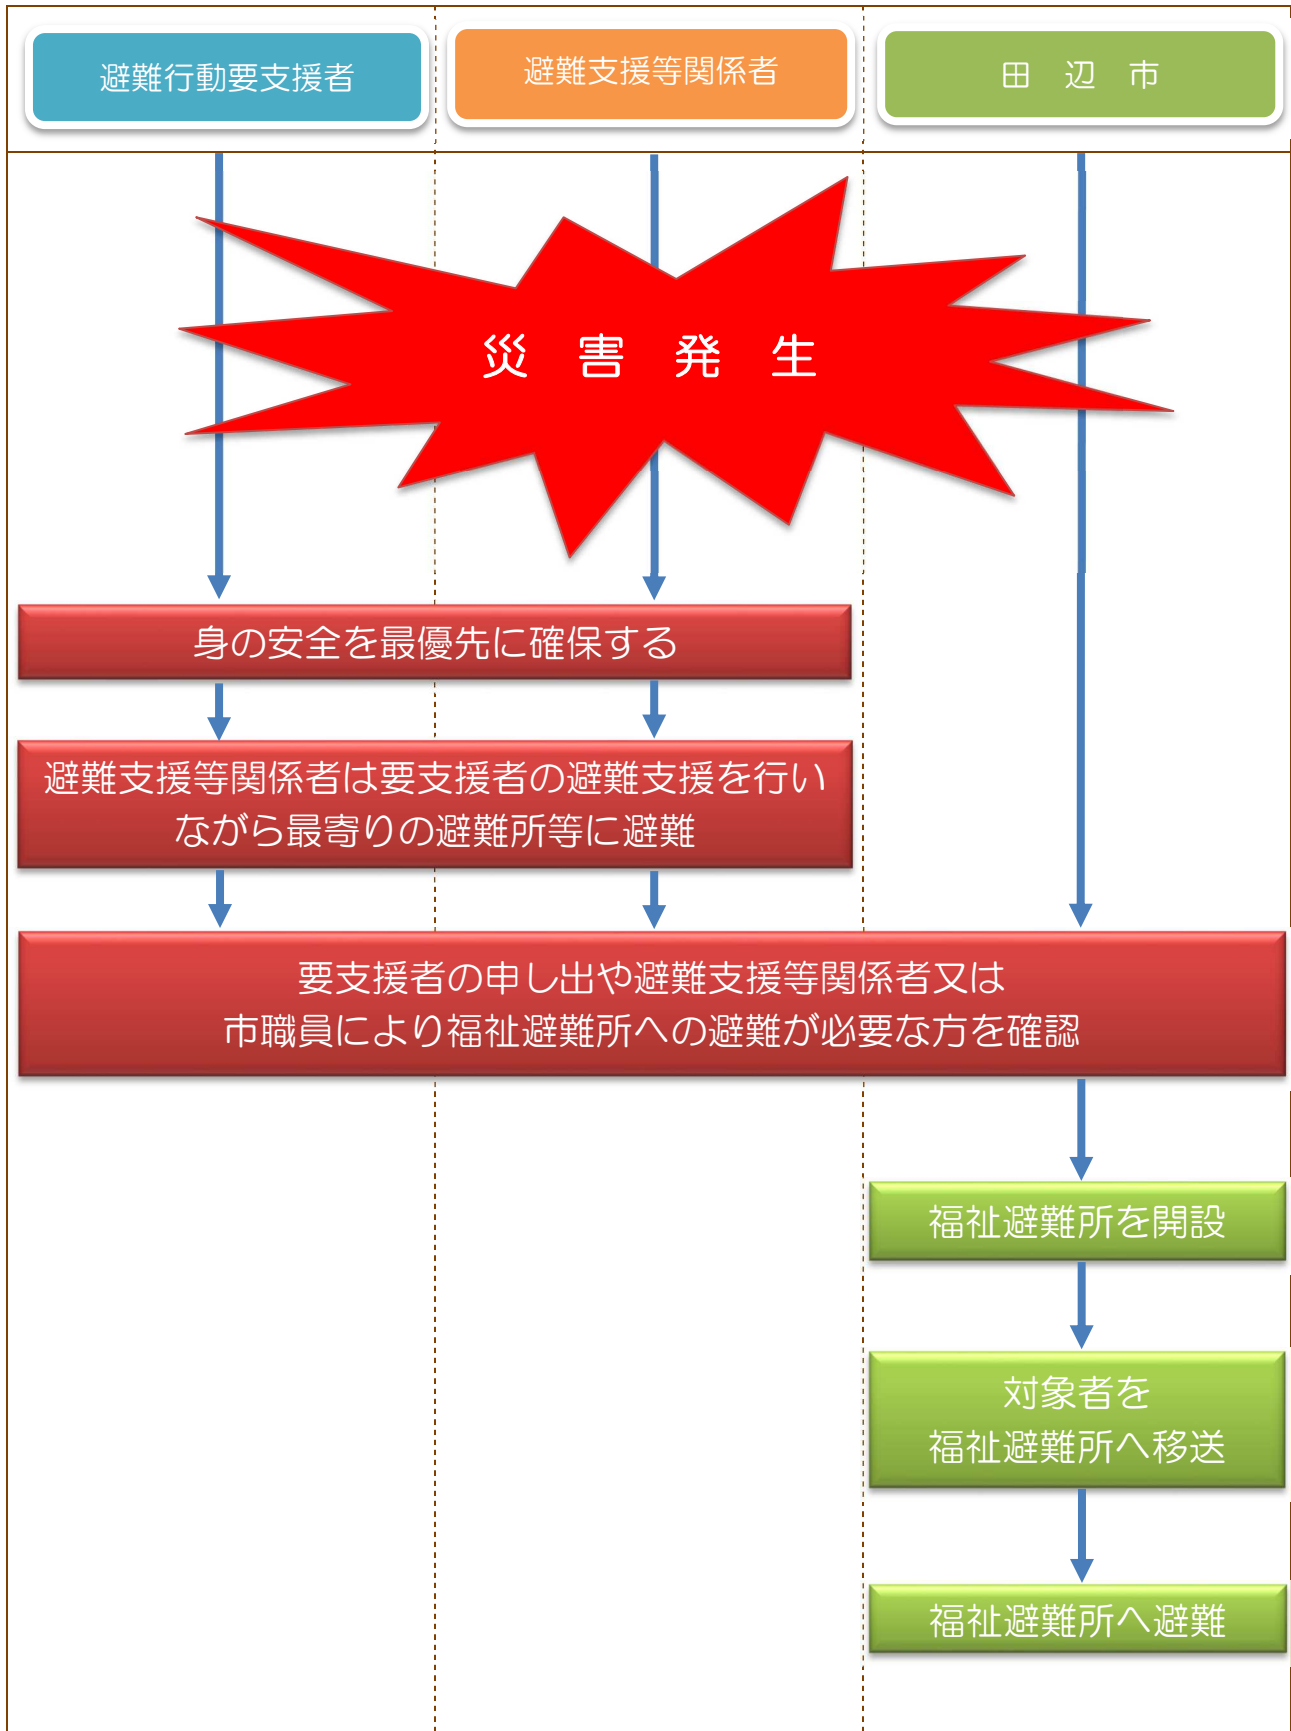 避難行動要支援者
避難支援等関係者
田　辺　市
災　害　発　生
身の安全を最優先に確保する
避難支援等関係者は要支援者の避難支援を行い
ながら最寄りの避難所等に避難
要支援者の申し出や避難支援等関係者又は
市職員により福祉避難所への避難が必要な方を確認
福祉避難所を開設
対象者を
福祉避難所へ移送
福祉避難所へ避難